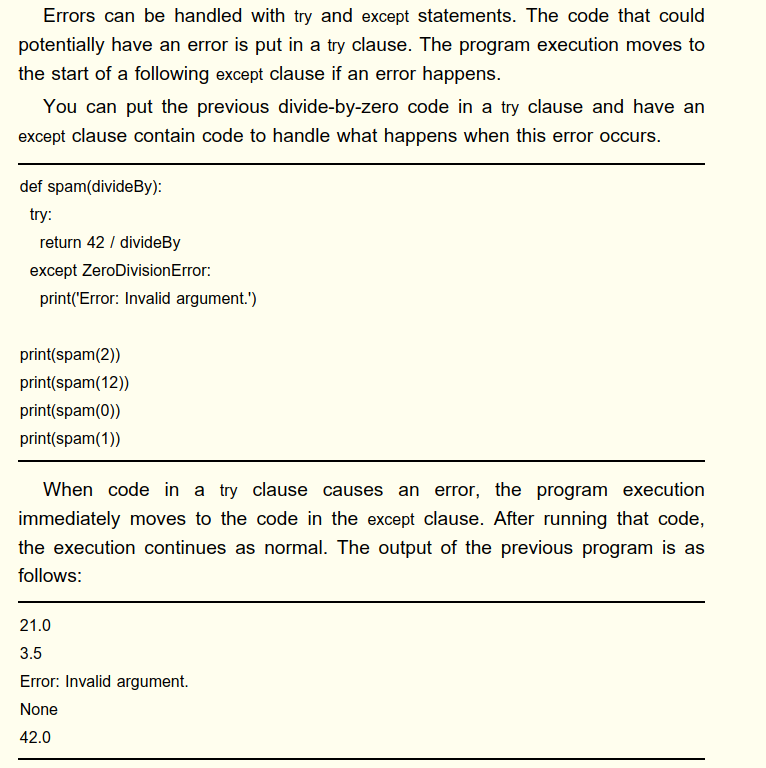 Errors can be handled with try and except statements. The code that could
potentially have an error is put in a try clause. The program execution moves to
the start of a following except clause if an error happens.
You can put the previous divide-by-zero code in a try clause and have an
except clause contain code to handle what happens when this error occurs.
def spam(divideBy):
try:
return 42 / divideBy
except ZeroDivisionError:
print('Error: Invalid argument.')
print(spam(2))
print(spam(12))
print(spam(0))
print(spam(1))
When code in a try clause causes an error, the program execution
immediately moves to the code in the except clause. After running that code,
the execution continues as normal. The output of the previous program is as
follows:
21.0
3.5
Error: Invalid argument.
None
42.0